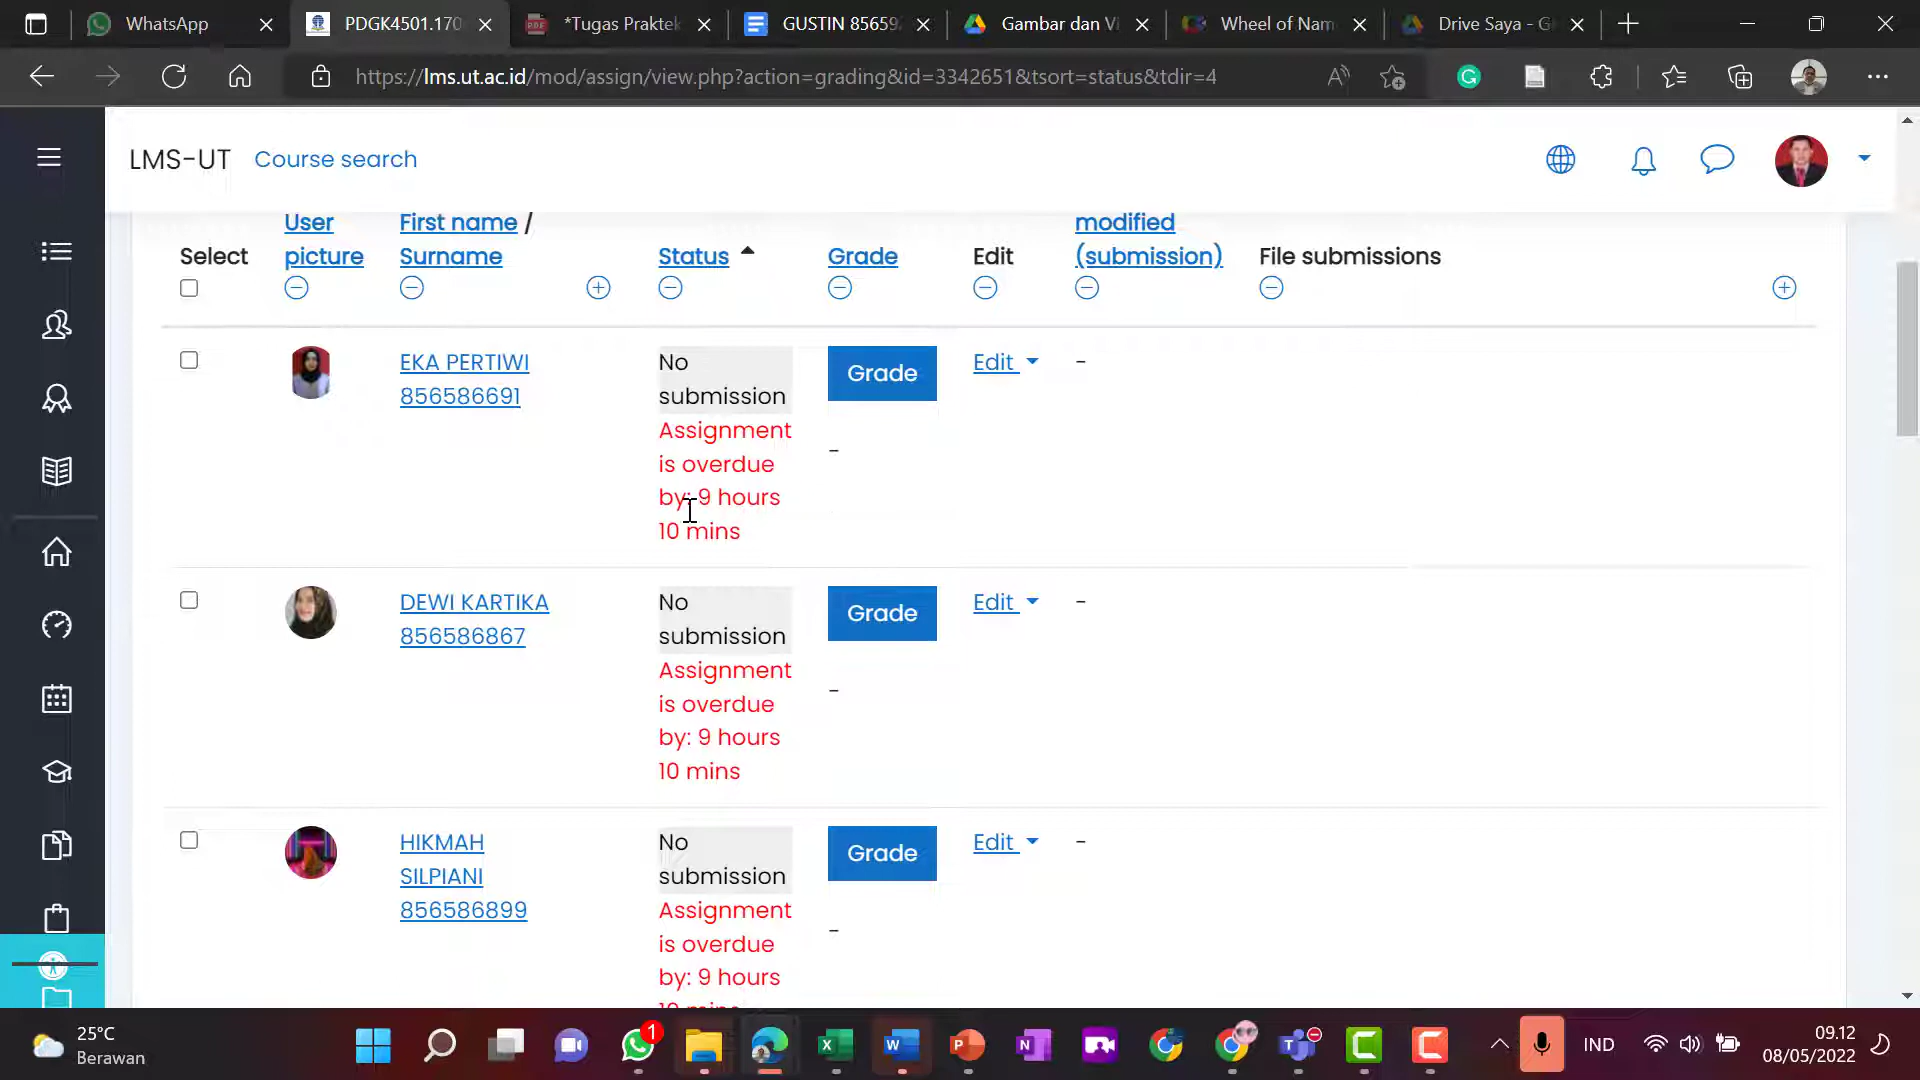 WhatsApp
PDGK4501.170
*Tugas Praktek
GUSTIN 85659
Gambar dan Vi
Wheel of Nam
Drive Saya - G
https://lms.ut.ac.id/mod/assign/view.php?action=grading&id=3342651&tsort=status&tdir=4
LMS-UT Course search
Select
User
picture
First name /
Surname
Status
Grade
Edit
modified
(submission)
File submissions
EKA PERTIWI
856586691
No
submission
Assignment
is overdue
by: 9 hours
10 mins
Grade
-
Edit
-
DEWI KARTIKA
856586867
No
submission
Assignment
is overdue
by: 9 hours
10 mins
Grade
-
Edit
-
HIKMAH
SILPIANI
856586899
No
submission
Assignment
is overdue
by: 9 hours
10 mins
Grade
-
Edit
-
25°C
Berawan
1
IND
09.12
08/05/2022